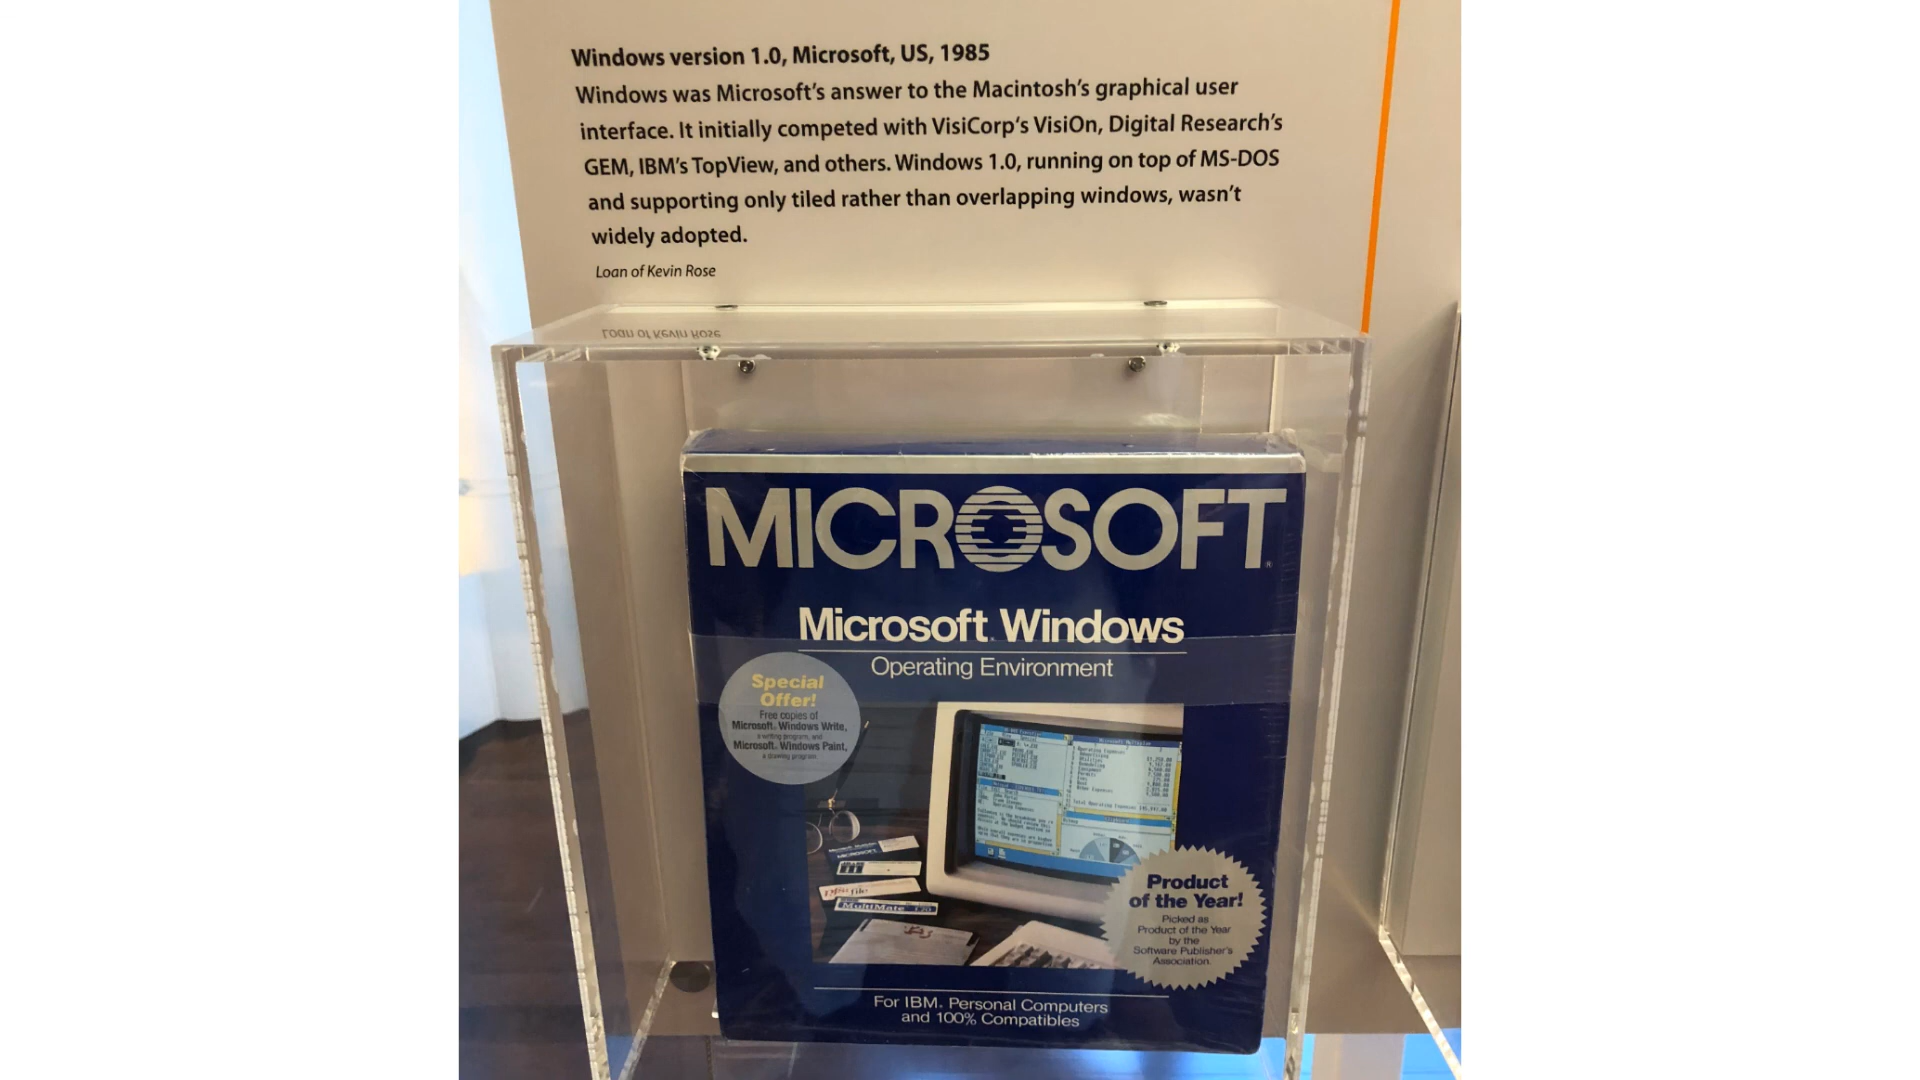 Windows version 1.0, Microsoft, US, 1985
Windows was Microsoft's answer to the Macintosh's graphical user
interface. It initially competed with VisiCorp's VisiOn, Digital Research's
GEM, IBM's TopView, and others. Windows 1.0, running on top of MS-DOS
and supporting only tiled rather than overlapping windows, wasn't
widely adopted.
Loan of Kevin Rose
MICROSOFT®
Microsoft Windows
Operating Environment
Special
Offer!
Free copies of
Microsoft® Windows Write,
a writing program, and
Microsoft® Windows Paint,
a drawing program.
MICROSOFT
file
MultiMate
Product
of the Year!
Picked as
Product of the Year
by the
Software Publisher's
Association.
For IBM® Personal Computers
and 100% Compatibles